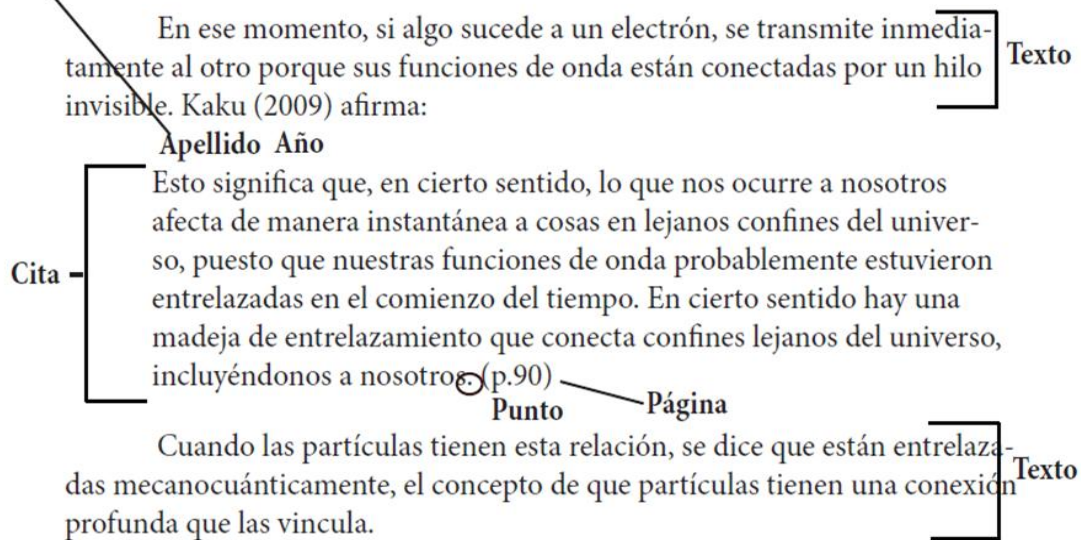 En ese momento, si algo sucede a un electrón, se transmite inmedia-
tamente al otro porque sus funciones de onda están conectadas por un hilo
invisible. Kaku (2009) afirma:
Texto
Apellido Año
Esto significa que, en cierto sentido, lo que nos ocurre a nosotros
afecta de manera instantánea a cosas en lejanos confines del univer-
so, puesto que nuestras funciones de onda probablemente estuvieron
entrelazadas en el comienzo del tiempo. En cierto sentido hay una
madeja de entrelazamiento que conecta confines lejanos del universo,
incluyéndonos a nosotros. (p.90)
Cita
Punto
Página
Cuando las partículas tienen esta relación, se dice que están entrelaza-
das mecanocuánticamente, el concepto de que partículas tienen una conexión
profunda que las vincula.
Texto